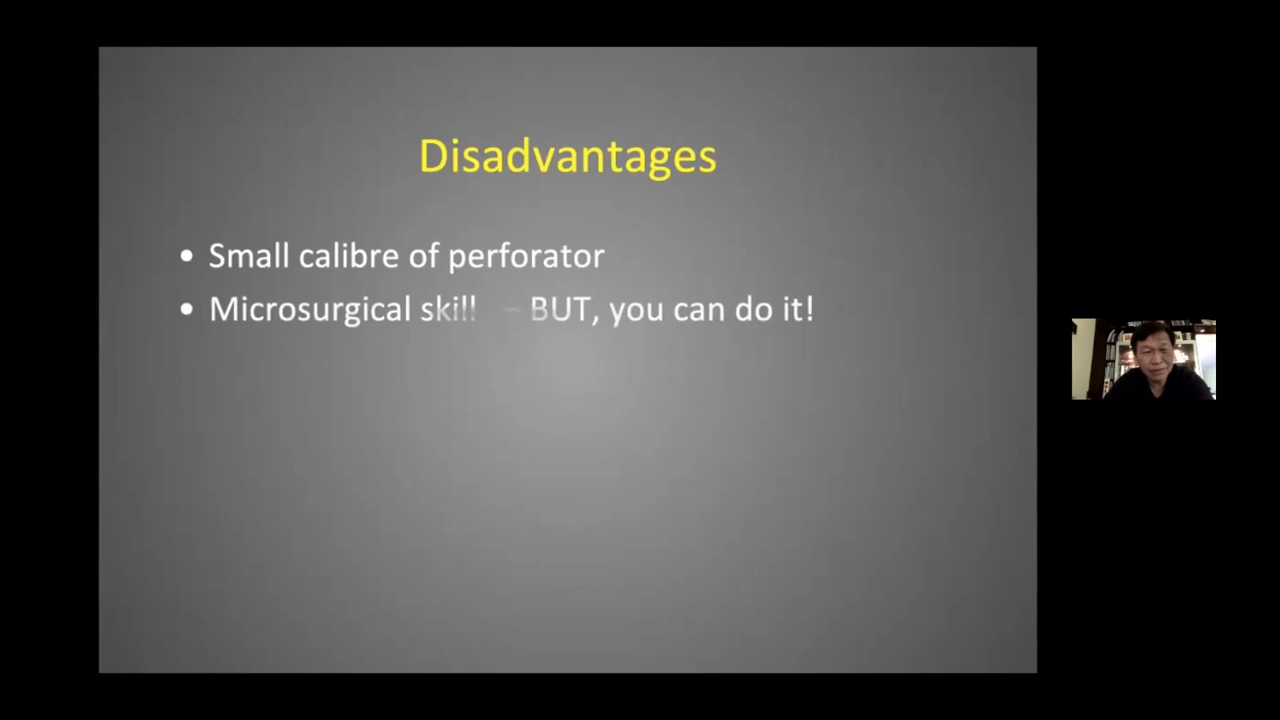 Disadvantages
• Small calibre of perforator
• Microsurgical skill – BUT, you can do it!